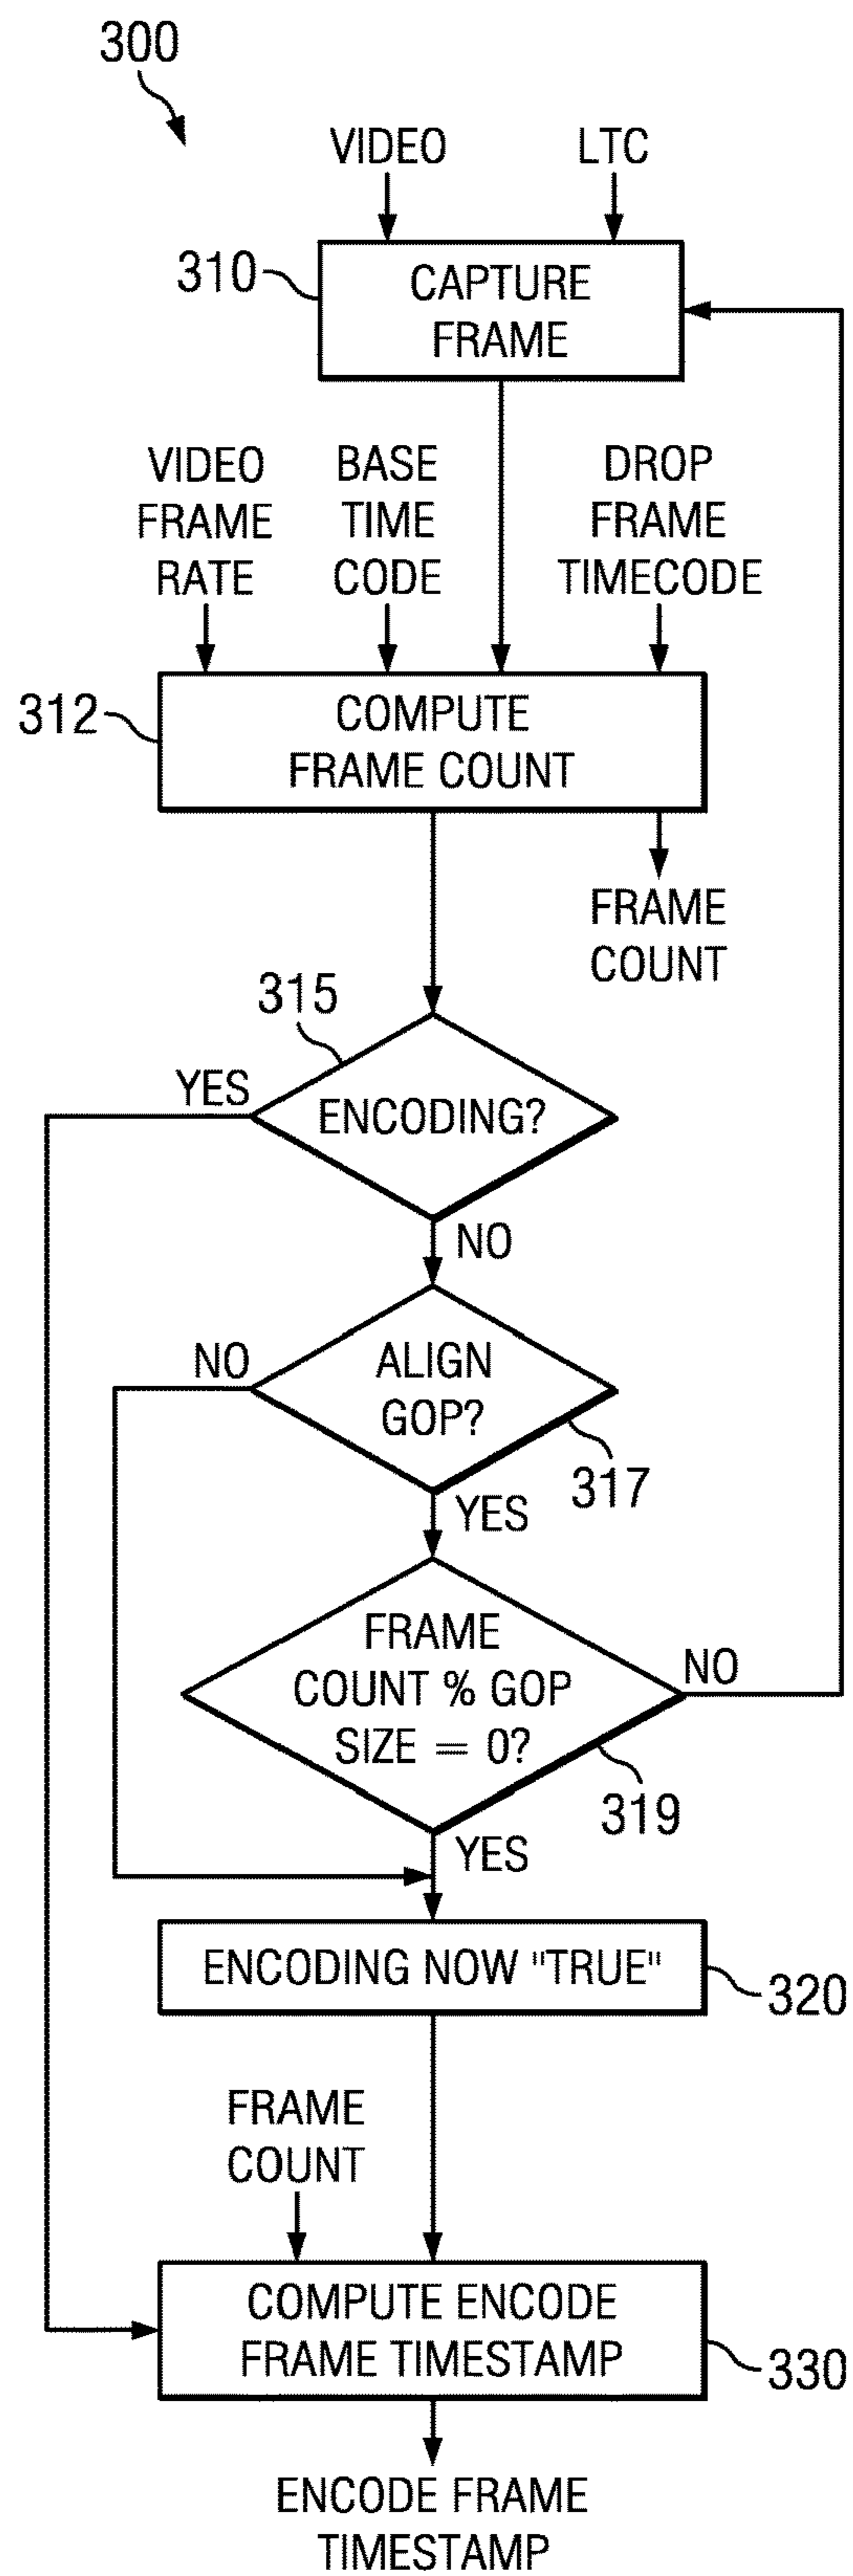 300
VIDEO
LTC
310
CAPTURE
FRAME
VIDEO
FRAME
RATE
BASE
TIME
CODE
DROP
FRAME
TIMECODE
312
COMPUTE
FRAME COUNT
FRAME
COUNT
315
YES
ENCODING?
NO
NO
ALIGN
GOP?
317
YES
FRAME
COUNT % GOP
SIZE = 0?
NO
319
YES
ENCODING NOW "TRUE"
320
FRAME
COUNT
COMPUTE ENCODE
FRAME TIMESTAMP
330
ENCODE FRAME
TIMESTAMP